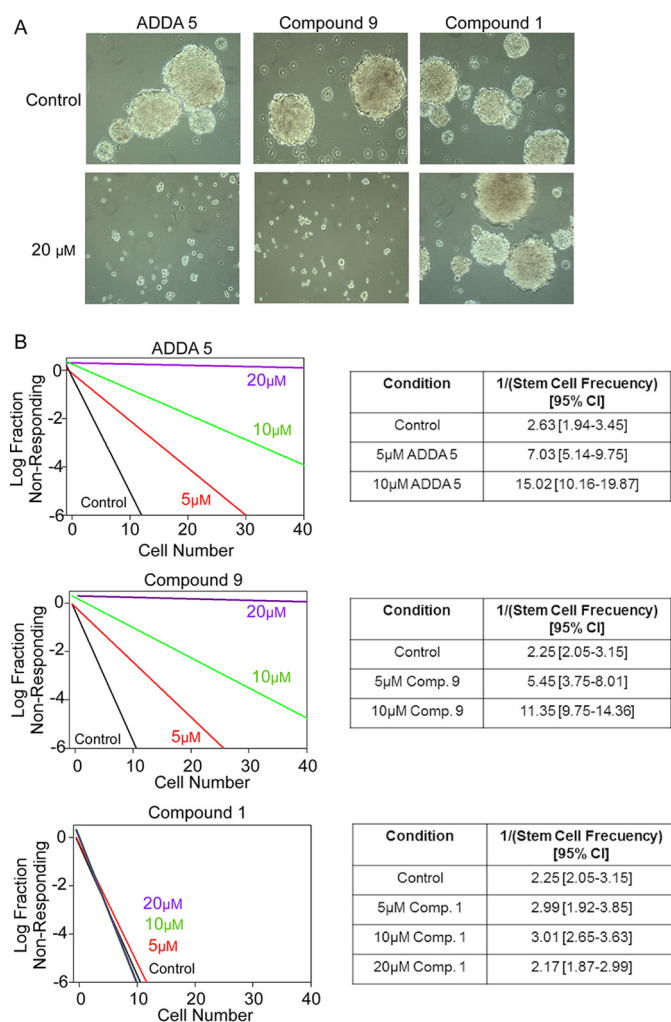 A
ADDA 5
Compound 9
Compound 1
Control
20 µM
B
ADDA 5
Log Fraction
Non-Responding
0
-2
-4
-6
20µM
10µM
5µM
Control
0 10 20 30 40
Cell Number
Condition 1/(Stem Cell Frecuency)
[95% CI]
Control 2.63 [1.94-3.45]
5µM ADDA 5 7.03 [5.14-9.75]
10µM ADDA 5 15.02 [10.16-19.87]
Compound 9
Log Fraction
Non-Responding
0
-2
-4
-6
20µM
10µM
5µM
Control
0 10 20 30 40
Cell Number
Condition 1/(Stem Cell Frecuency)
[95% CI]
Control 2.25 [2.05-3.15]
5µM Comp. 9 5.45 [3.75-8.01]
10µM Comp. 9 11.35 [9.75-14.36]
Compound 1
Log Fraction
Non-Responding
0
-2
-4
-6
20µM
10µM
5µM
Control
0 10 20 30 40
Cell Number
Condition 1/(Stem Cell Frecuency)
[95% CI]
Control 2.25 [2.05-3.15]
5µM Comp. 1 2.99 [1.92-3.85]
10µM Comp. 1 3.01 [2.65-3.63]
20µM Comp. 1 2.17 [1.87-2.99]